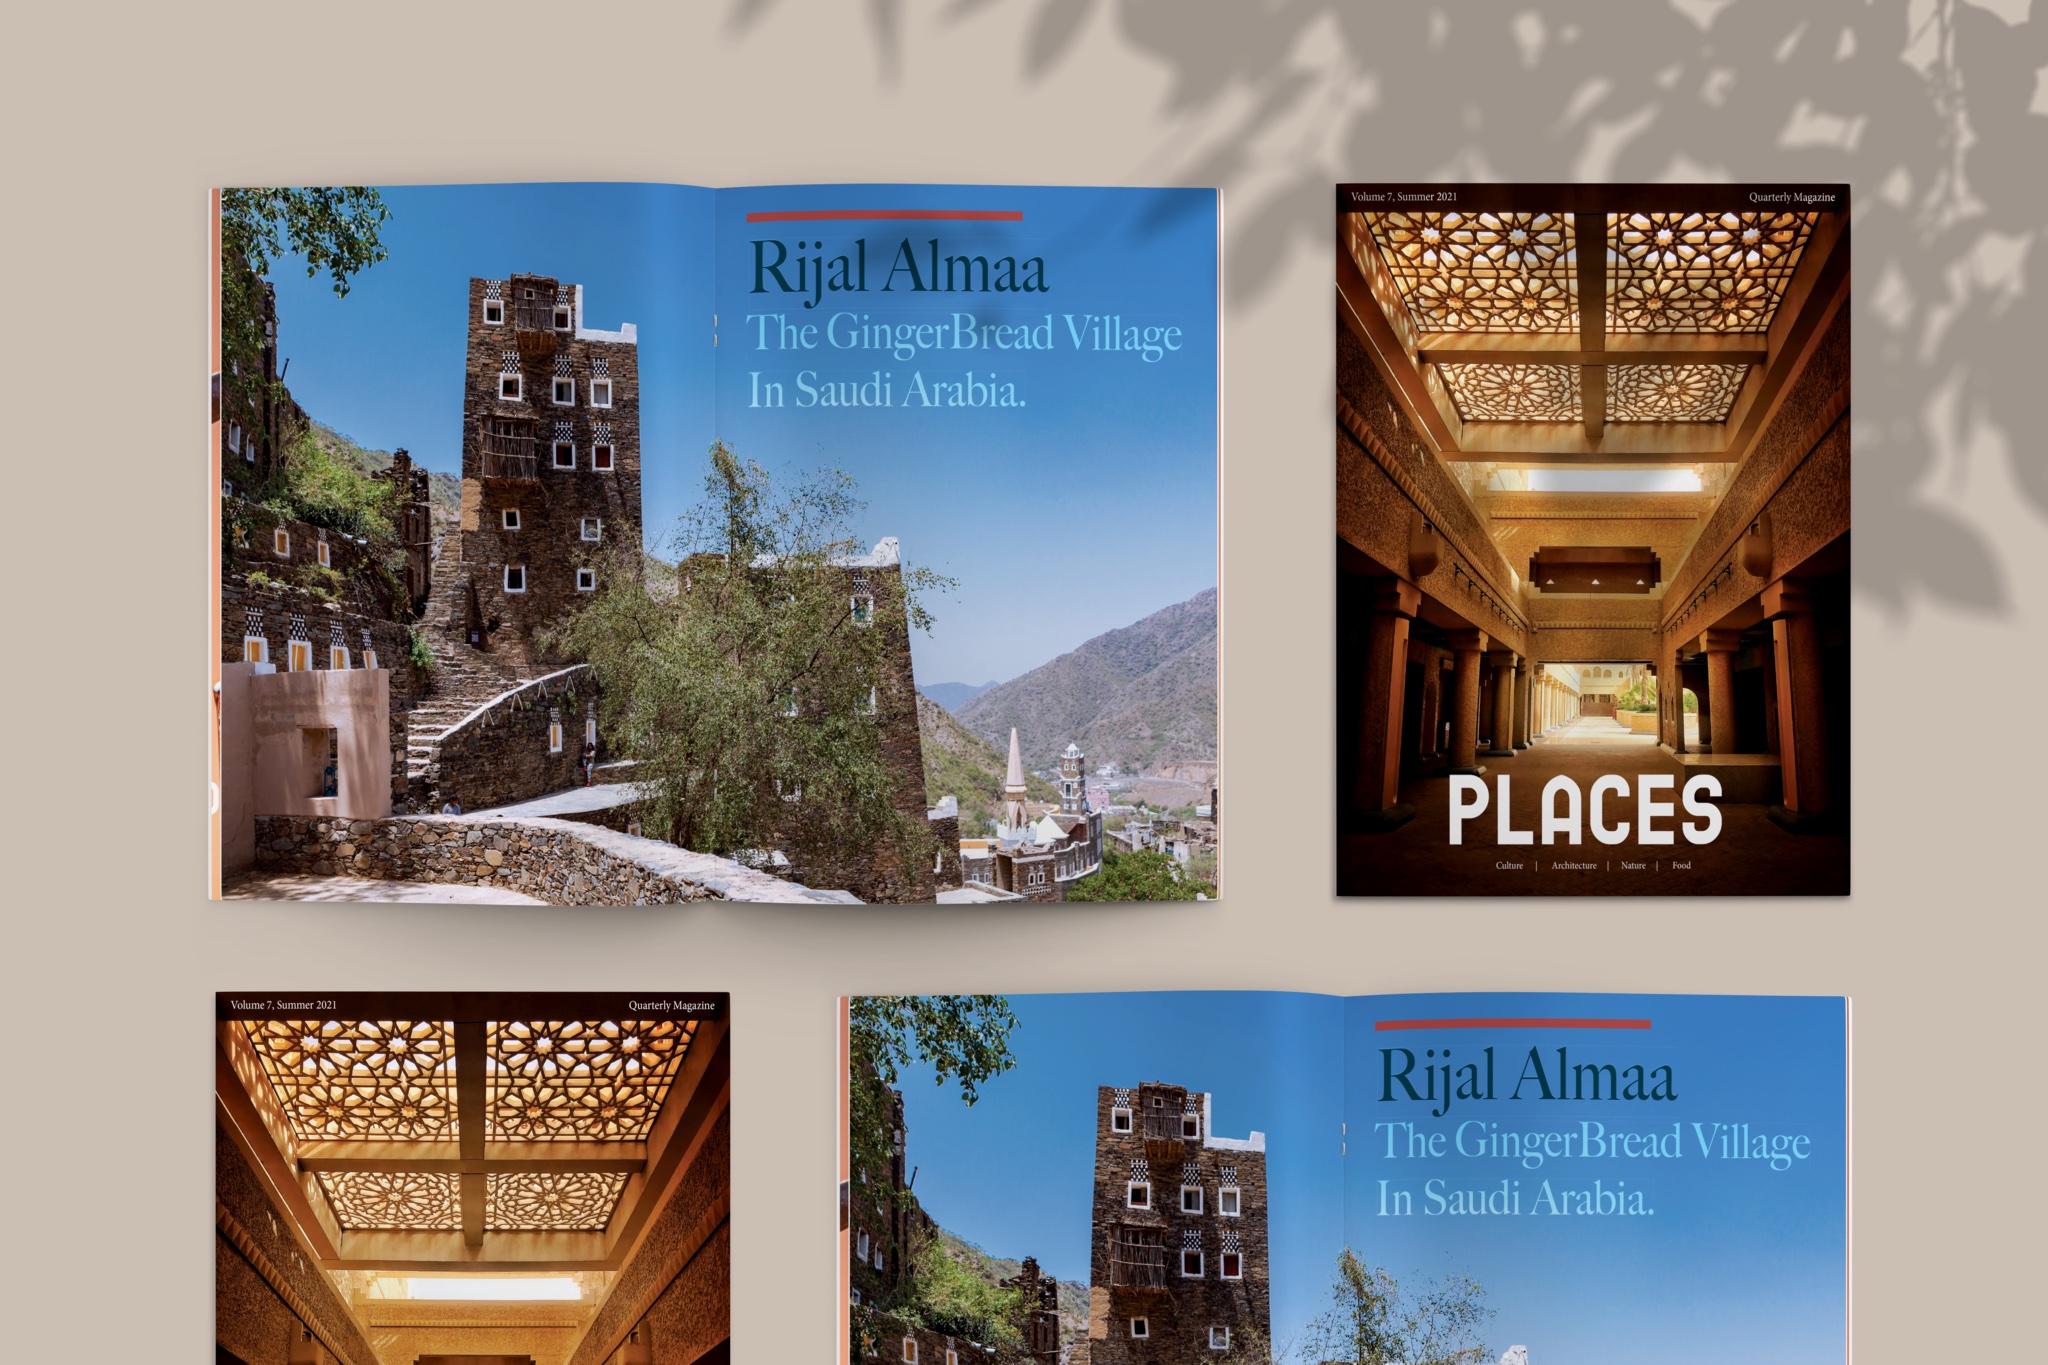 Rijal Almaa
The GingerBread Village
In Saudi Arabia.
Volume 7, Summer 2021
Quarterly Magazine
PLACES
Culture | Architecture | Nature | Food
Volume 7, Summer 2021
Quarterly Magazine
Rijal Almaa
The GingerBread Village
In Saudi Arabia.